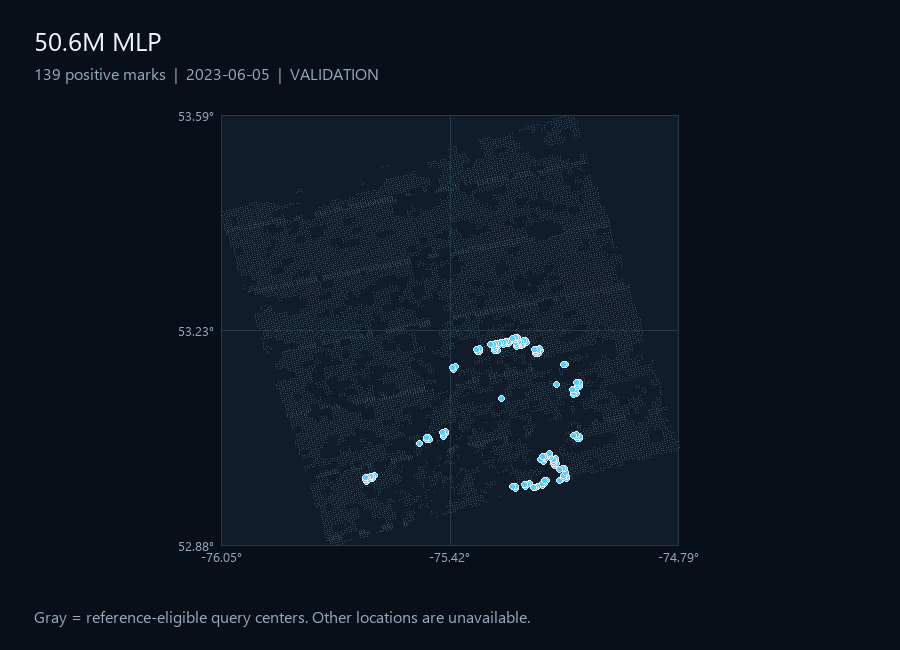 50.6M MLP
139 positive marks | 2023-06-05 | VALIDATION
53.59°
53.23°
52.88°
-76.05°
-75.42°
-74.79°
Gray = reference-eligible query centers. Other locations are unavailable.